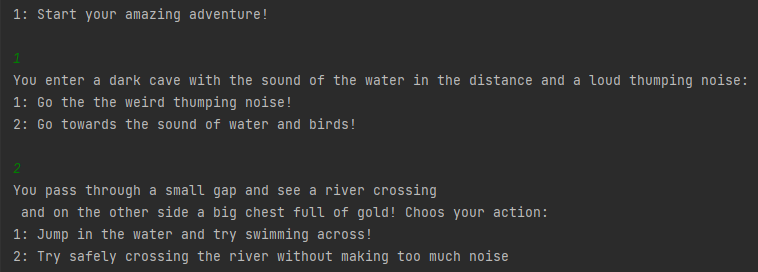 1: Start your amazing adventure!
1
You enter a dark cave with the sound of the water in the distance and a loud thumping noise:
1: Go the the weird thumping noise!
2: Go towards the sound of water and birds!
2
You pass through a small gap and see a river crossing
and on the other side a big chest full of gold! Choos your action:
1: Jump in the water and try swimming across!
2: Try safely crossing the river without making too much noise